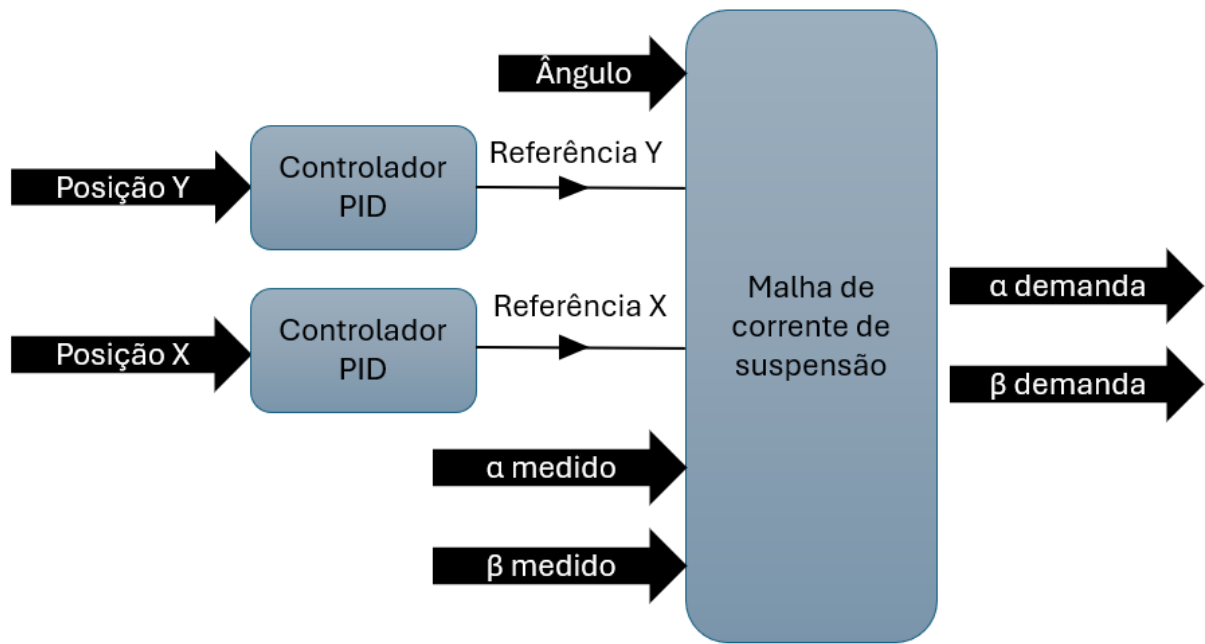 Ângulo
Referência Y
Controlador
PID
Posição Y
Referência X
Controlador
PID
Posição X
Malha de
corrente de
suspensão
α demanda
β demanda
α medido
β medido